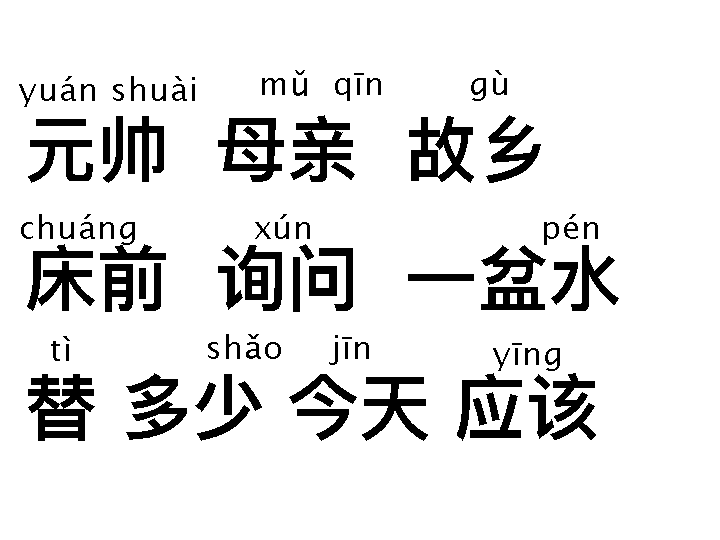 yuán shuài mǔ qīn gù
元帅 母亲 故乡
chuáng xún pén
床前 询问 一盆水
tì shǎo jīn yīng
替 多少 今天 应该